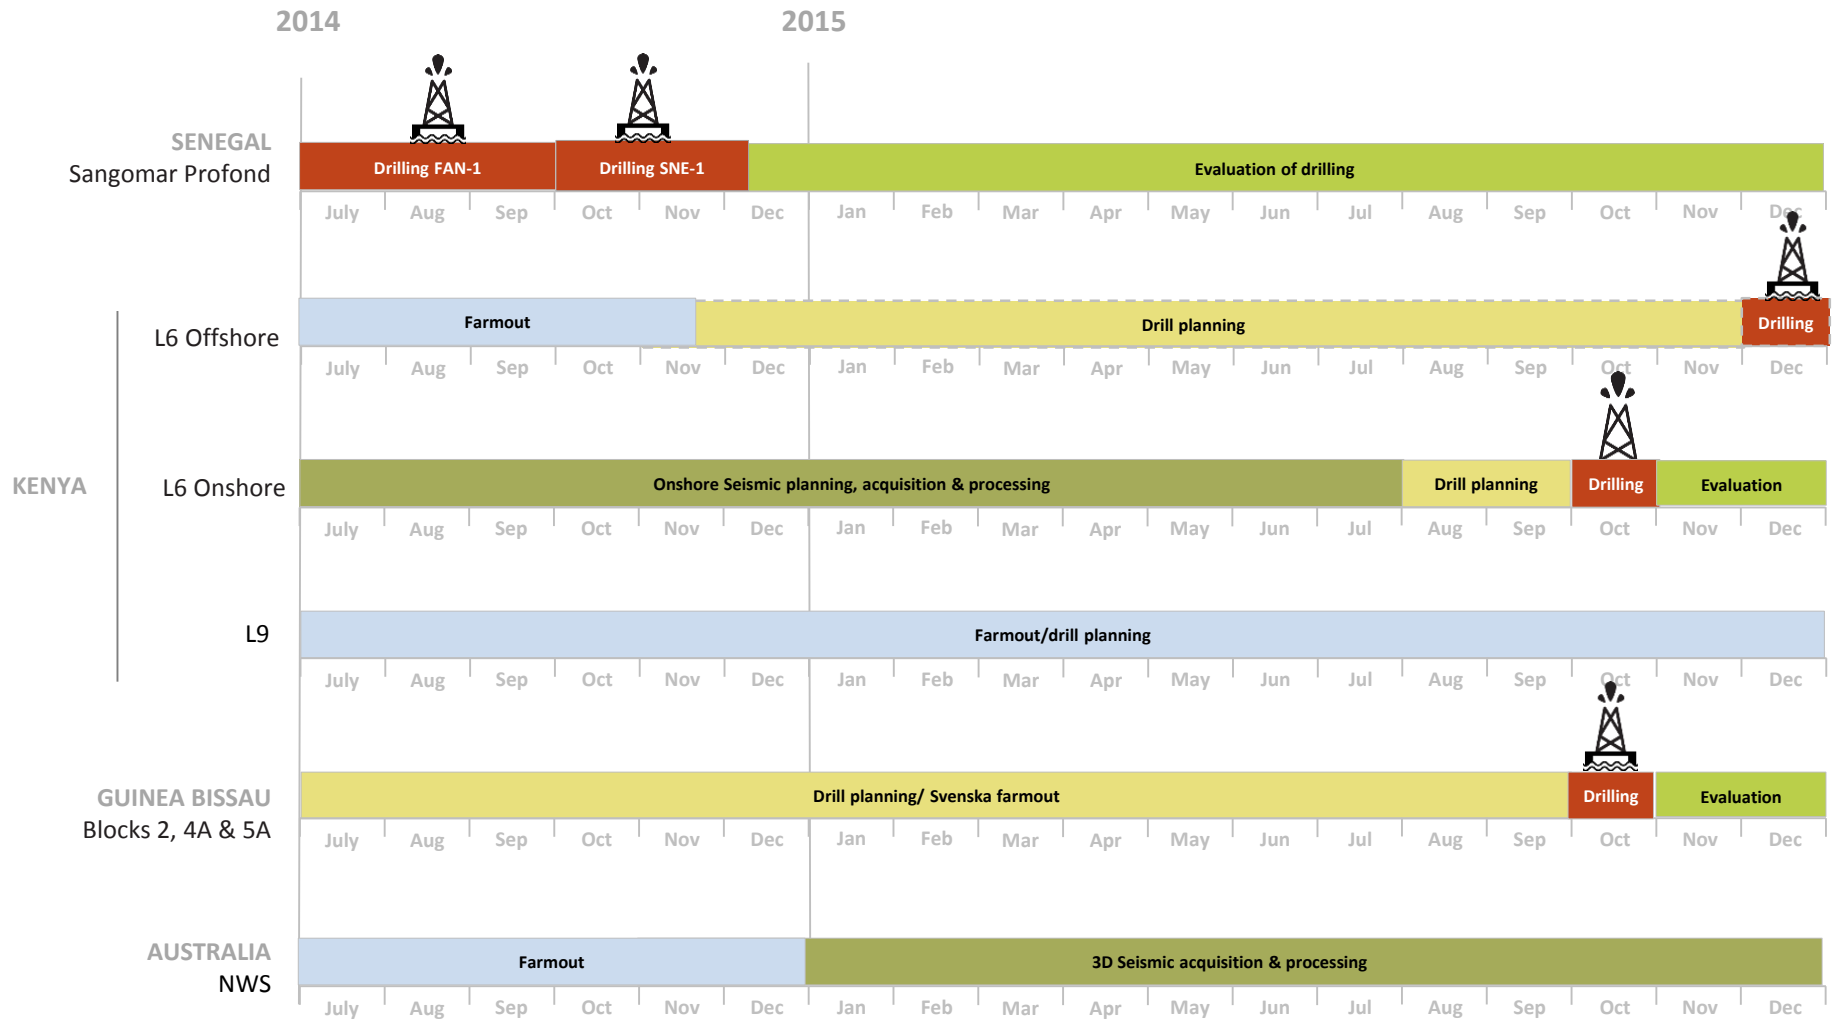 2014 2015
SENEGAL
Sangomar Profond
Drilling FAN-1 Drilling SNE-1 Evaluation of drilling
July Aug Sep Oct Nov Dec Jan Feb Mar Apr May Jun Jul Aug Sep Oct Nov Dec
L6 Offshore
Farmout Drill planning Drilling
July Aug Sep Oct Nov Dec Jan Feb Mar Apr May Jun Jul Aug Sep Oct Nov Dec
KENYA
L6 Onshore
Onshore Seismic planning, acquisition & processing Drill planning Drilling Evaluation
July Aug Sep Oct Nov Dec Jan Feb Mar Apr May Jun Jul Aug Sep Oct Nov Dec
L9
Farmout/drill planning
July Aug Sep Oct Nov Dec Jan Feb Mar Apr May Jun Jul Aug Sep Oct Nov Dec
GUINEA BISSAU
Blocks 2, 4A & 5A
Drill planning/ Svenska farmout Drilling Evaluation
July Aug Sep Oct Nov Dec Jan Feb Mar Apr May Jun Jul Aug Sep Oct Nov Dec
AUSTRALIA
NWS
Farmout 3D Seismic acquisition & processing
July Aug Sep Oct Nov Dec Jan Feb Mar Apr May Jun Jul Aug Sep Oct Nov Dec